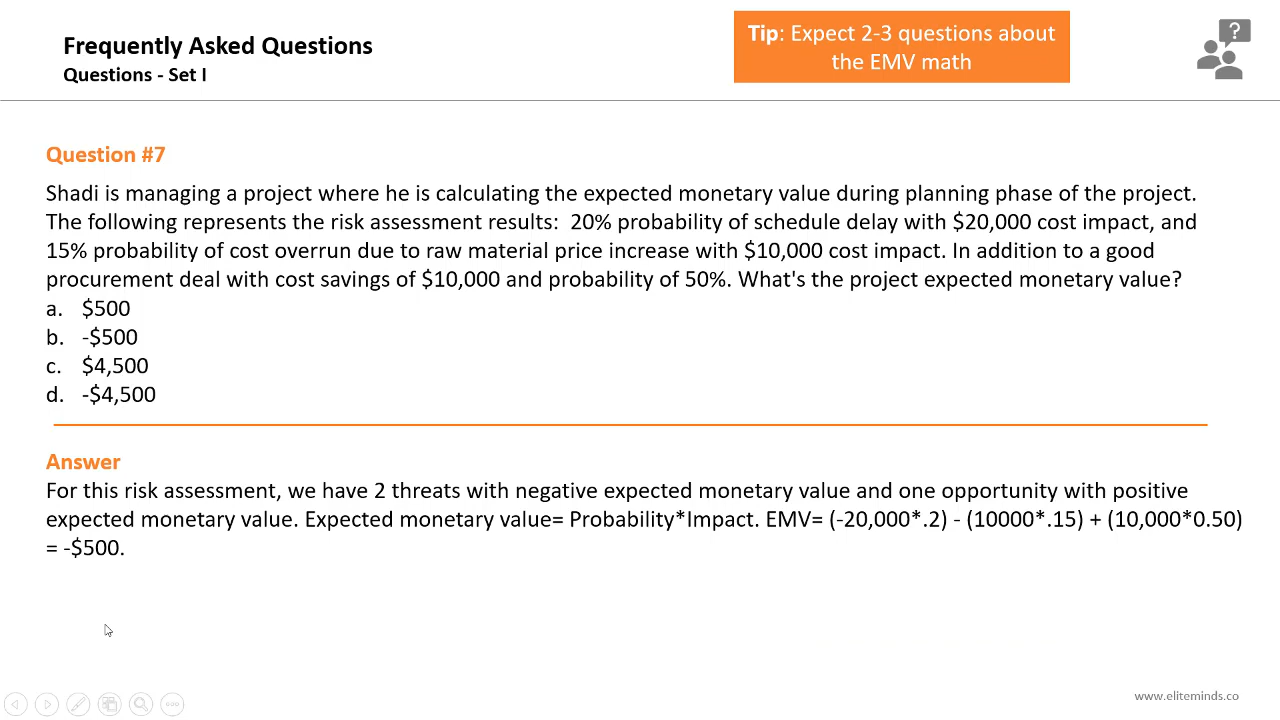 Frequently Asked Questions
Questions - Set I
Tip: Expect 2-3 questions about
the EMV math
?
Question #7
Shadi is managing a project where he is calculating the expected monetary value during planning phase of the project.
The following represents the risk assessment results:  20% probability of schedule delay with $20,000 cost impact, and
15% probability of cost overrun due to raw material price increase with $10,000 cost impact. In addition to a good
procurement deal with cost savings of $10,000 and probability of 50%. What's the project expected monetary value?
a. $500
b. -$500
c. $4,500
d. -$4,500
Answer
For this risk assessment, we have 2 threats with negative expected monetary value and one opportunity with positive
expected monetary value. Expected monetary value= Probability*Impact. EMV= (-20,000*.2) - (10000*.15) + (10,000*0.50)
= -$500.
www.eliteminds.co